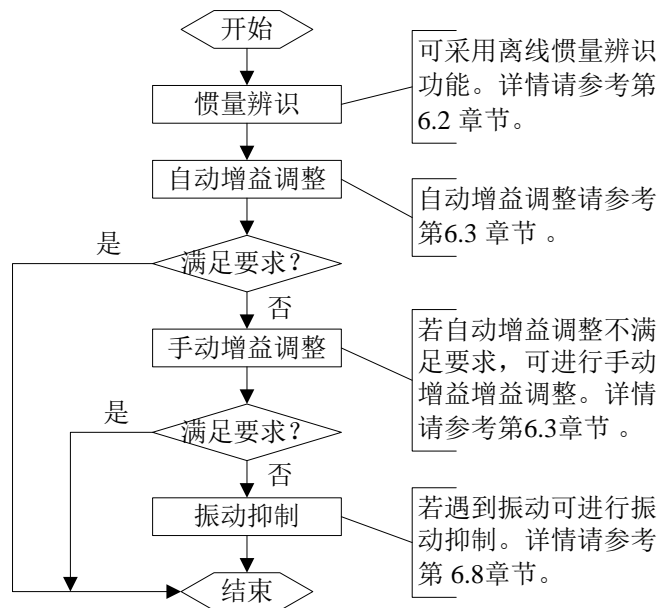 开始
可采用离线惯量辨识
功能。详情请参考第
6.2 章节。
惯量辨识
自动增益调整
自动增益调整请参考
第6.3 章节 。
是
满足要求?
否
手动增益调整
若自动增益调整不满
足要求，可进行手动
增益增益调整。详情
请参考第6.3章节 。
是
满足要求?
否
振动抑制
若遇到振动可进行振
动抑制。详情请参考
第 6.8章节。
结束